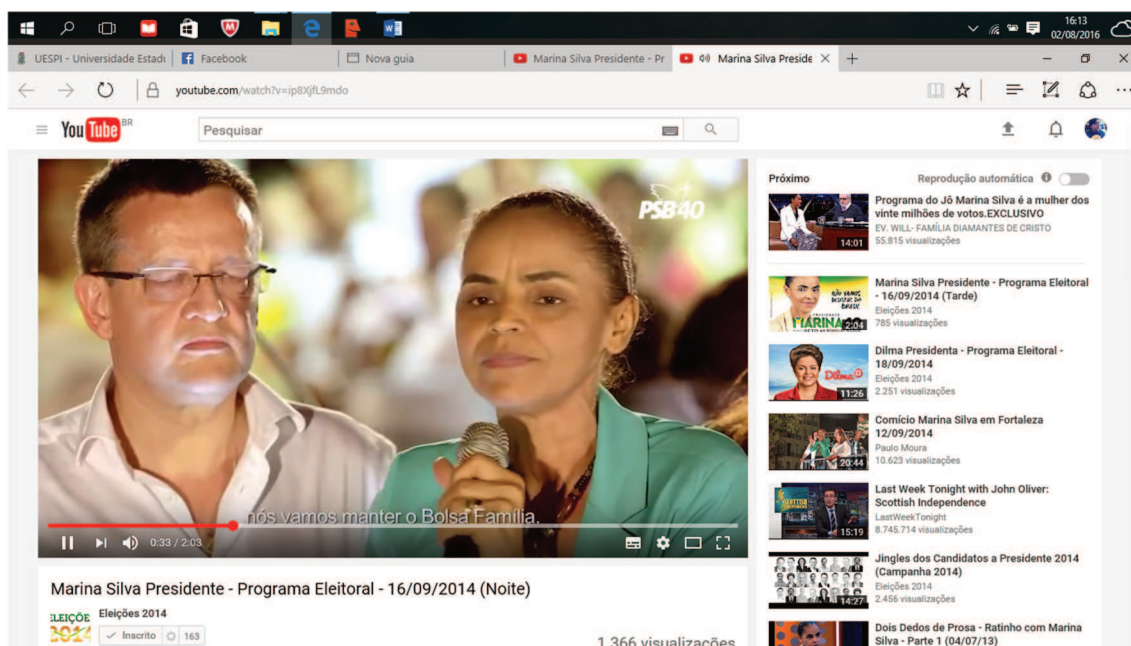 16:13
02/08/2016
UESPI - Universidade Estad
Facebook
Nova guia
Marina Silva Presidente - Pr
Marina Silva Preside
youtube.com/watch?v=ip8XjfL9mdo
YouTube BR
Pesquisar
PSB40
nós vamos manter o Bolsa Família.
0:33 / 2:03
Marina Silva Presidente - Programa Eleitoral - 16/09/2014 (Noite)
Eleições 2014
Inscrito 163
1.366 visualizações
Próximo
Reprodução automática
Programa do Jô Marina Silva é a mulher dos
vinte milhões de votos.EXCLUSIVO
EV. WILL- FAMÍLIA DIAMANTES DE CRISTO
55.815 visualizações
14:01
Marina Silva Presidente - Programa Eleitoral
- 16/09/2014 (Tarde)
Eleições 2014
785 visualizações
MARINA
2:04
Dilma Presidenta - Programa Eleitoral -
18/09/2014
Eleições 2014
2.251 visualizações
Dilma
11:26
Comício Marina Silva em Fortaleza
12/09/2014
Paulo Moura
10.623 visualizações
20:44
Last Week Tonight with John Oliver:
Scottish Independence
LastWeekTonight
8.745.714 visualizações
15:19
Jingles dos Candidatos a Presidente 2014
(Campanha 2014)
Eleições 2014
2.456 visualizações
14:27
Dois Dedos de Prosa - Ratinho com Marina
Silva - Parte 1 (04/07/13)